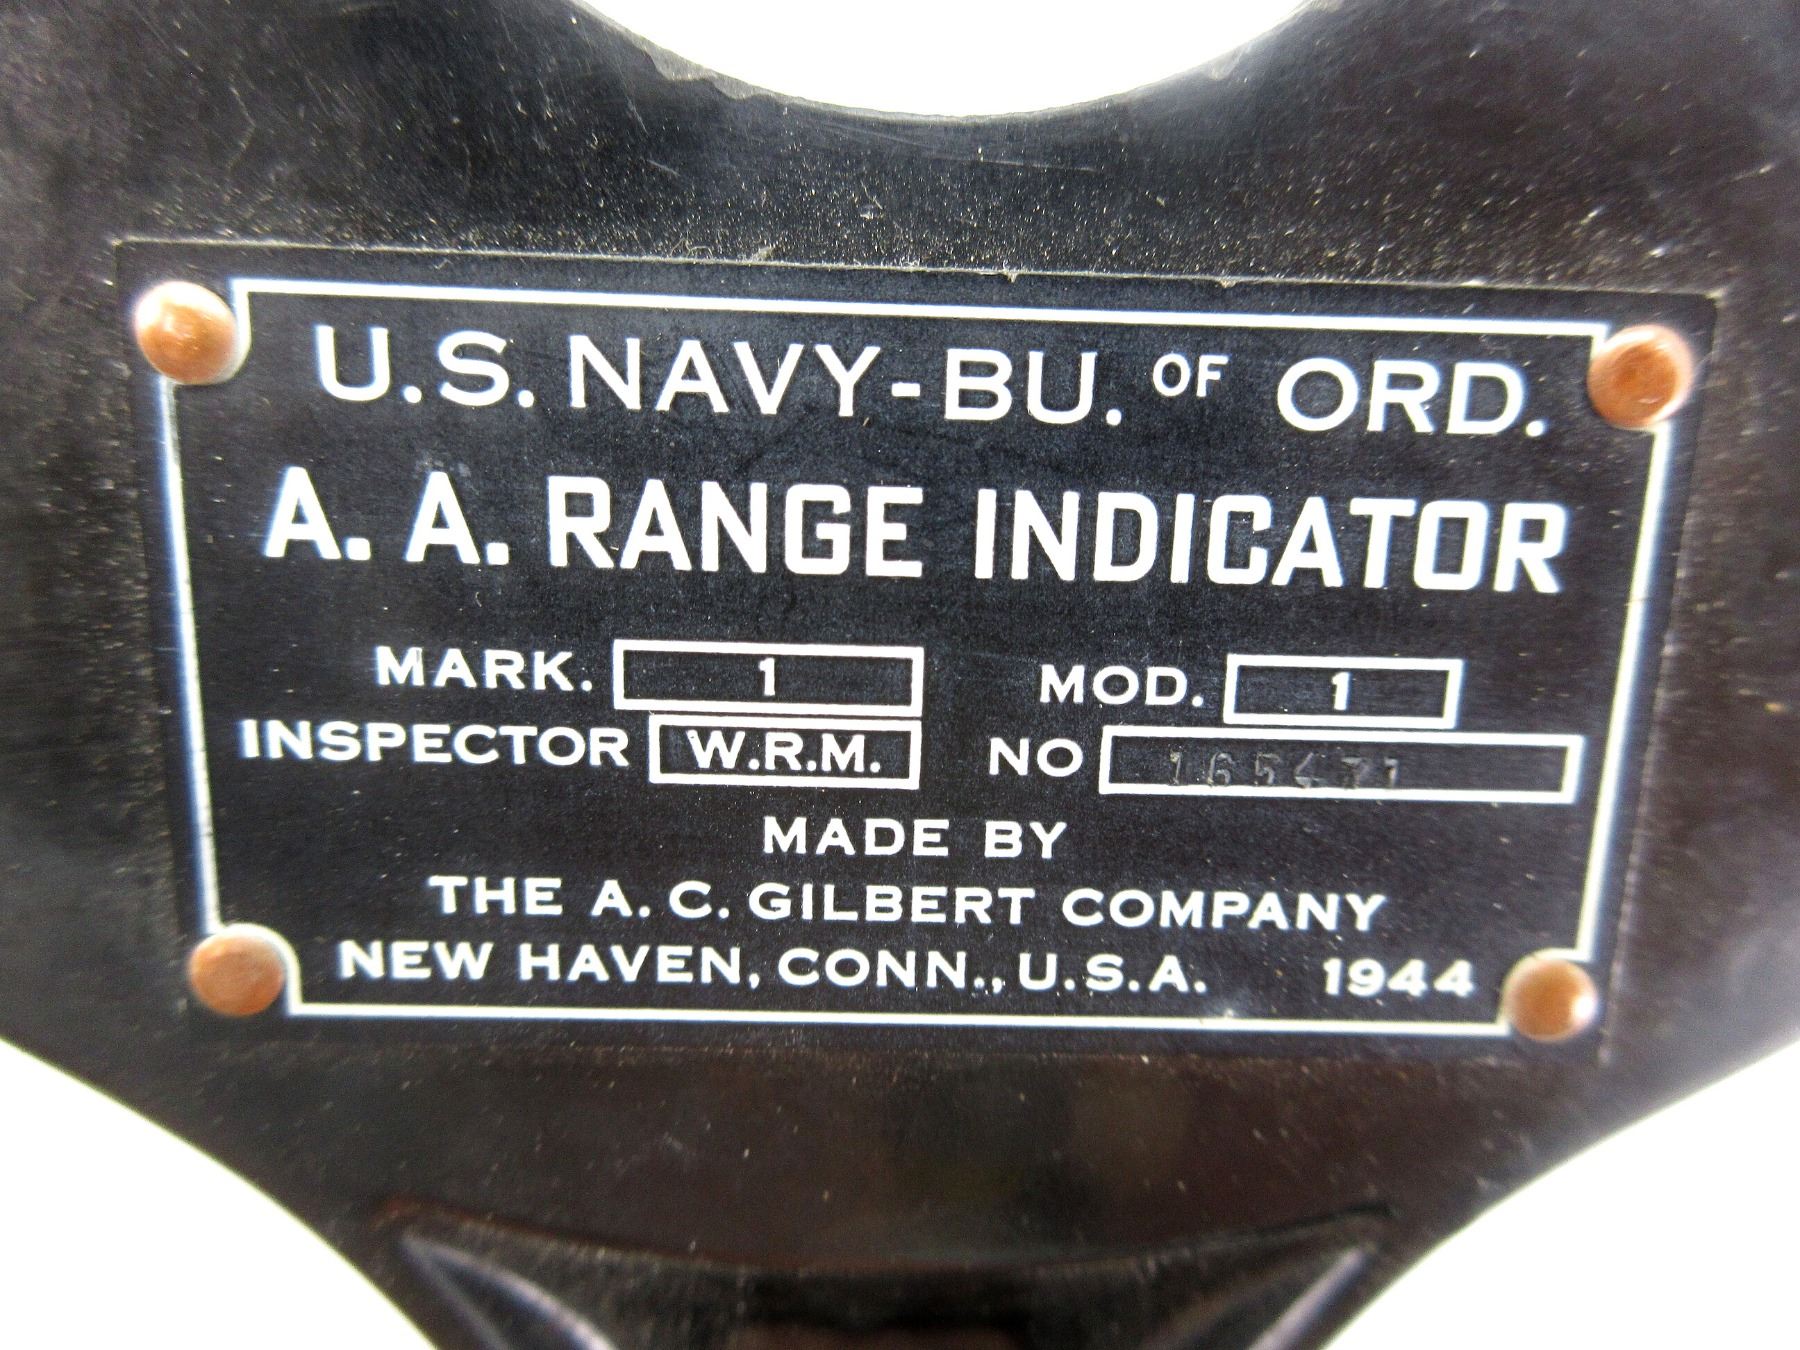 U.S. NAVY-BU. OF ORD.
A. A. RANGE INDICATOR
MARK. 1 MOD. 1
INSPECTOR W.R.M. NO 165471
MADE BY
THE A. C. GILBERT COMPANY
NEW HAVEN, CONN., U.S.A. 1944